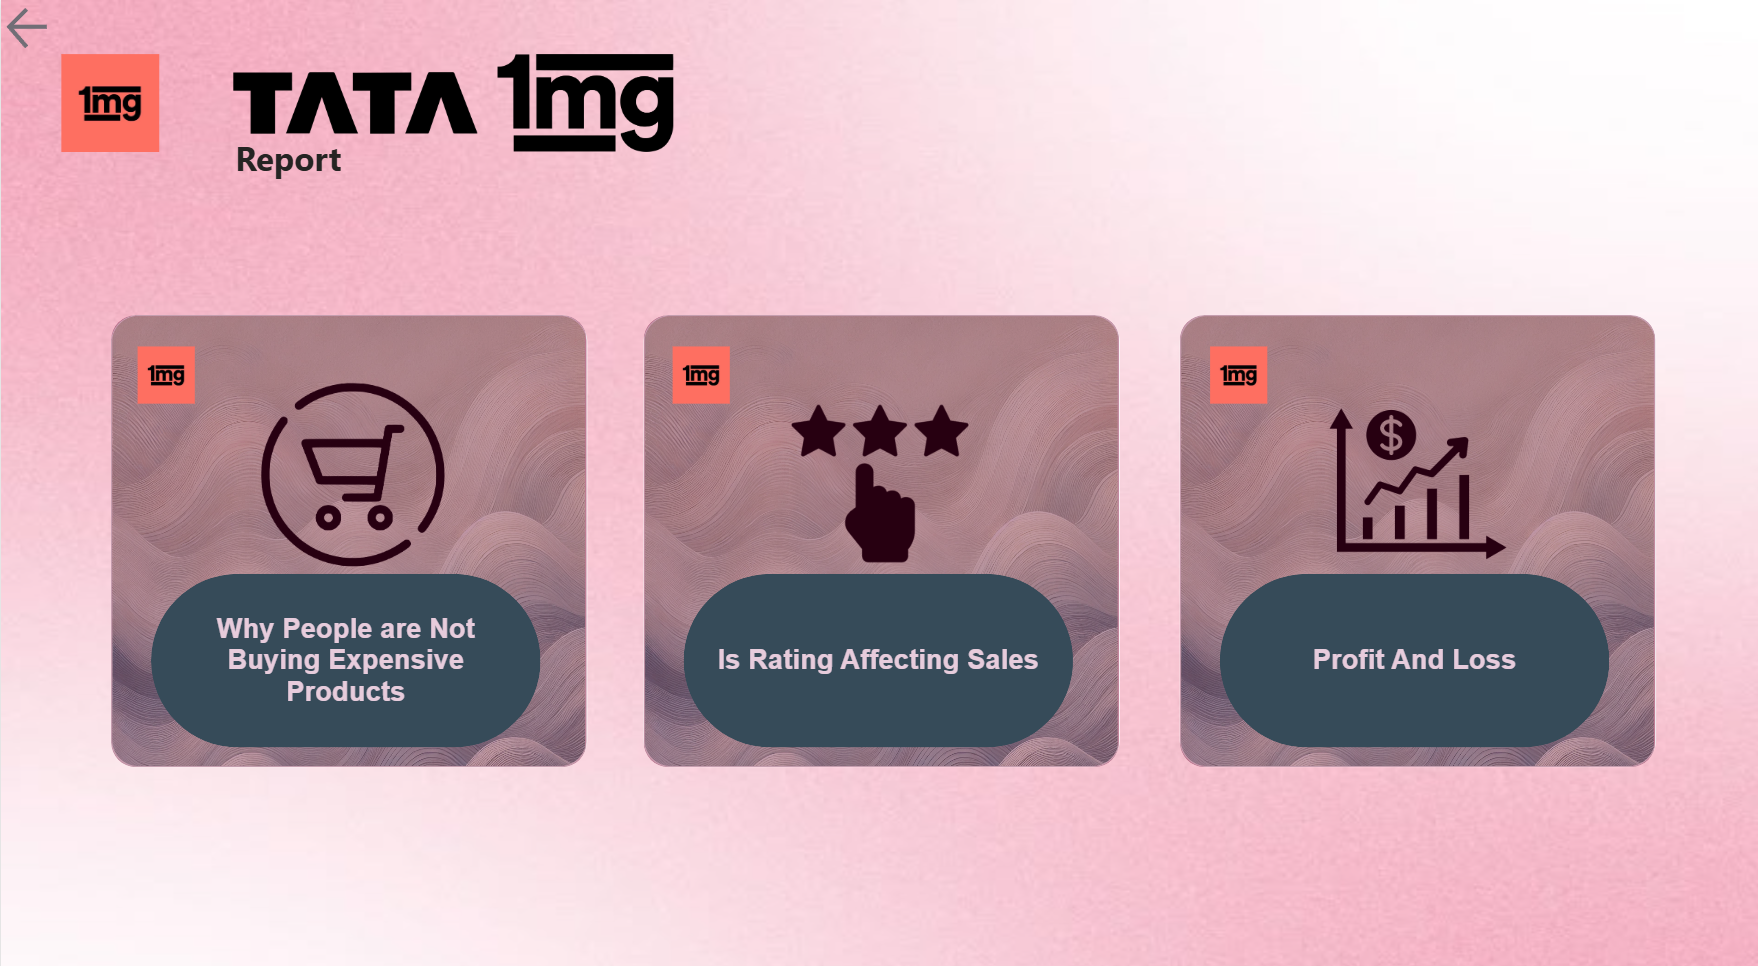 1mg
TATA 1mg
Report
1mg
1mg
1mg
$
Why People are Not
Buying Expensive
Products
Is Rating Affecting Sales
Profit And Loss